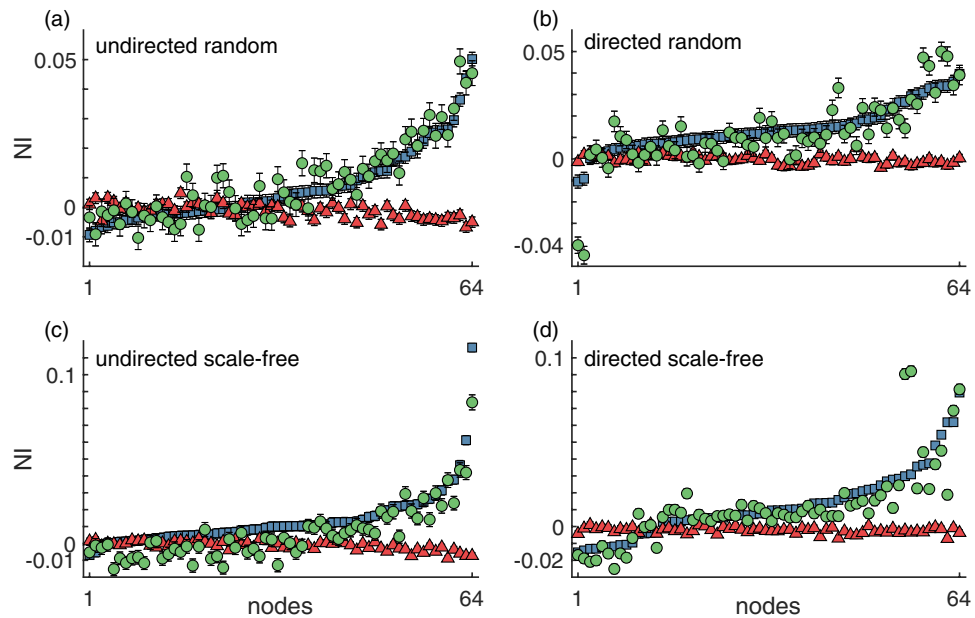 (a)
undirected random
0.05
NI
0
-0.01
1
64
(b)
directed random
0.05
0
-0.04
1
64
(c)
undirected scale-free
0.1
NI
0
-0.01
1
nodes
64
(d)
directed scale-free
0.1
0
-0.02
1
nodes
64